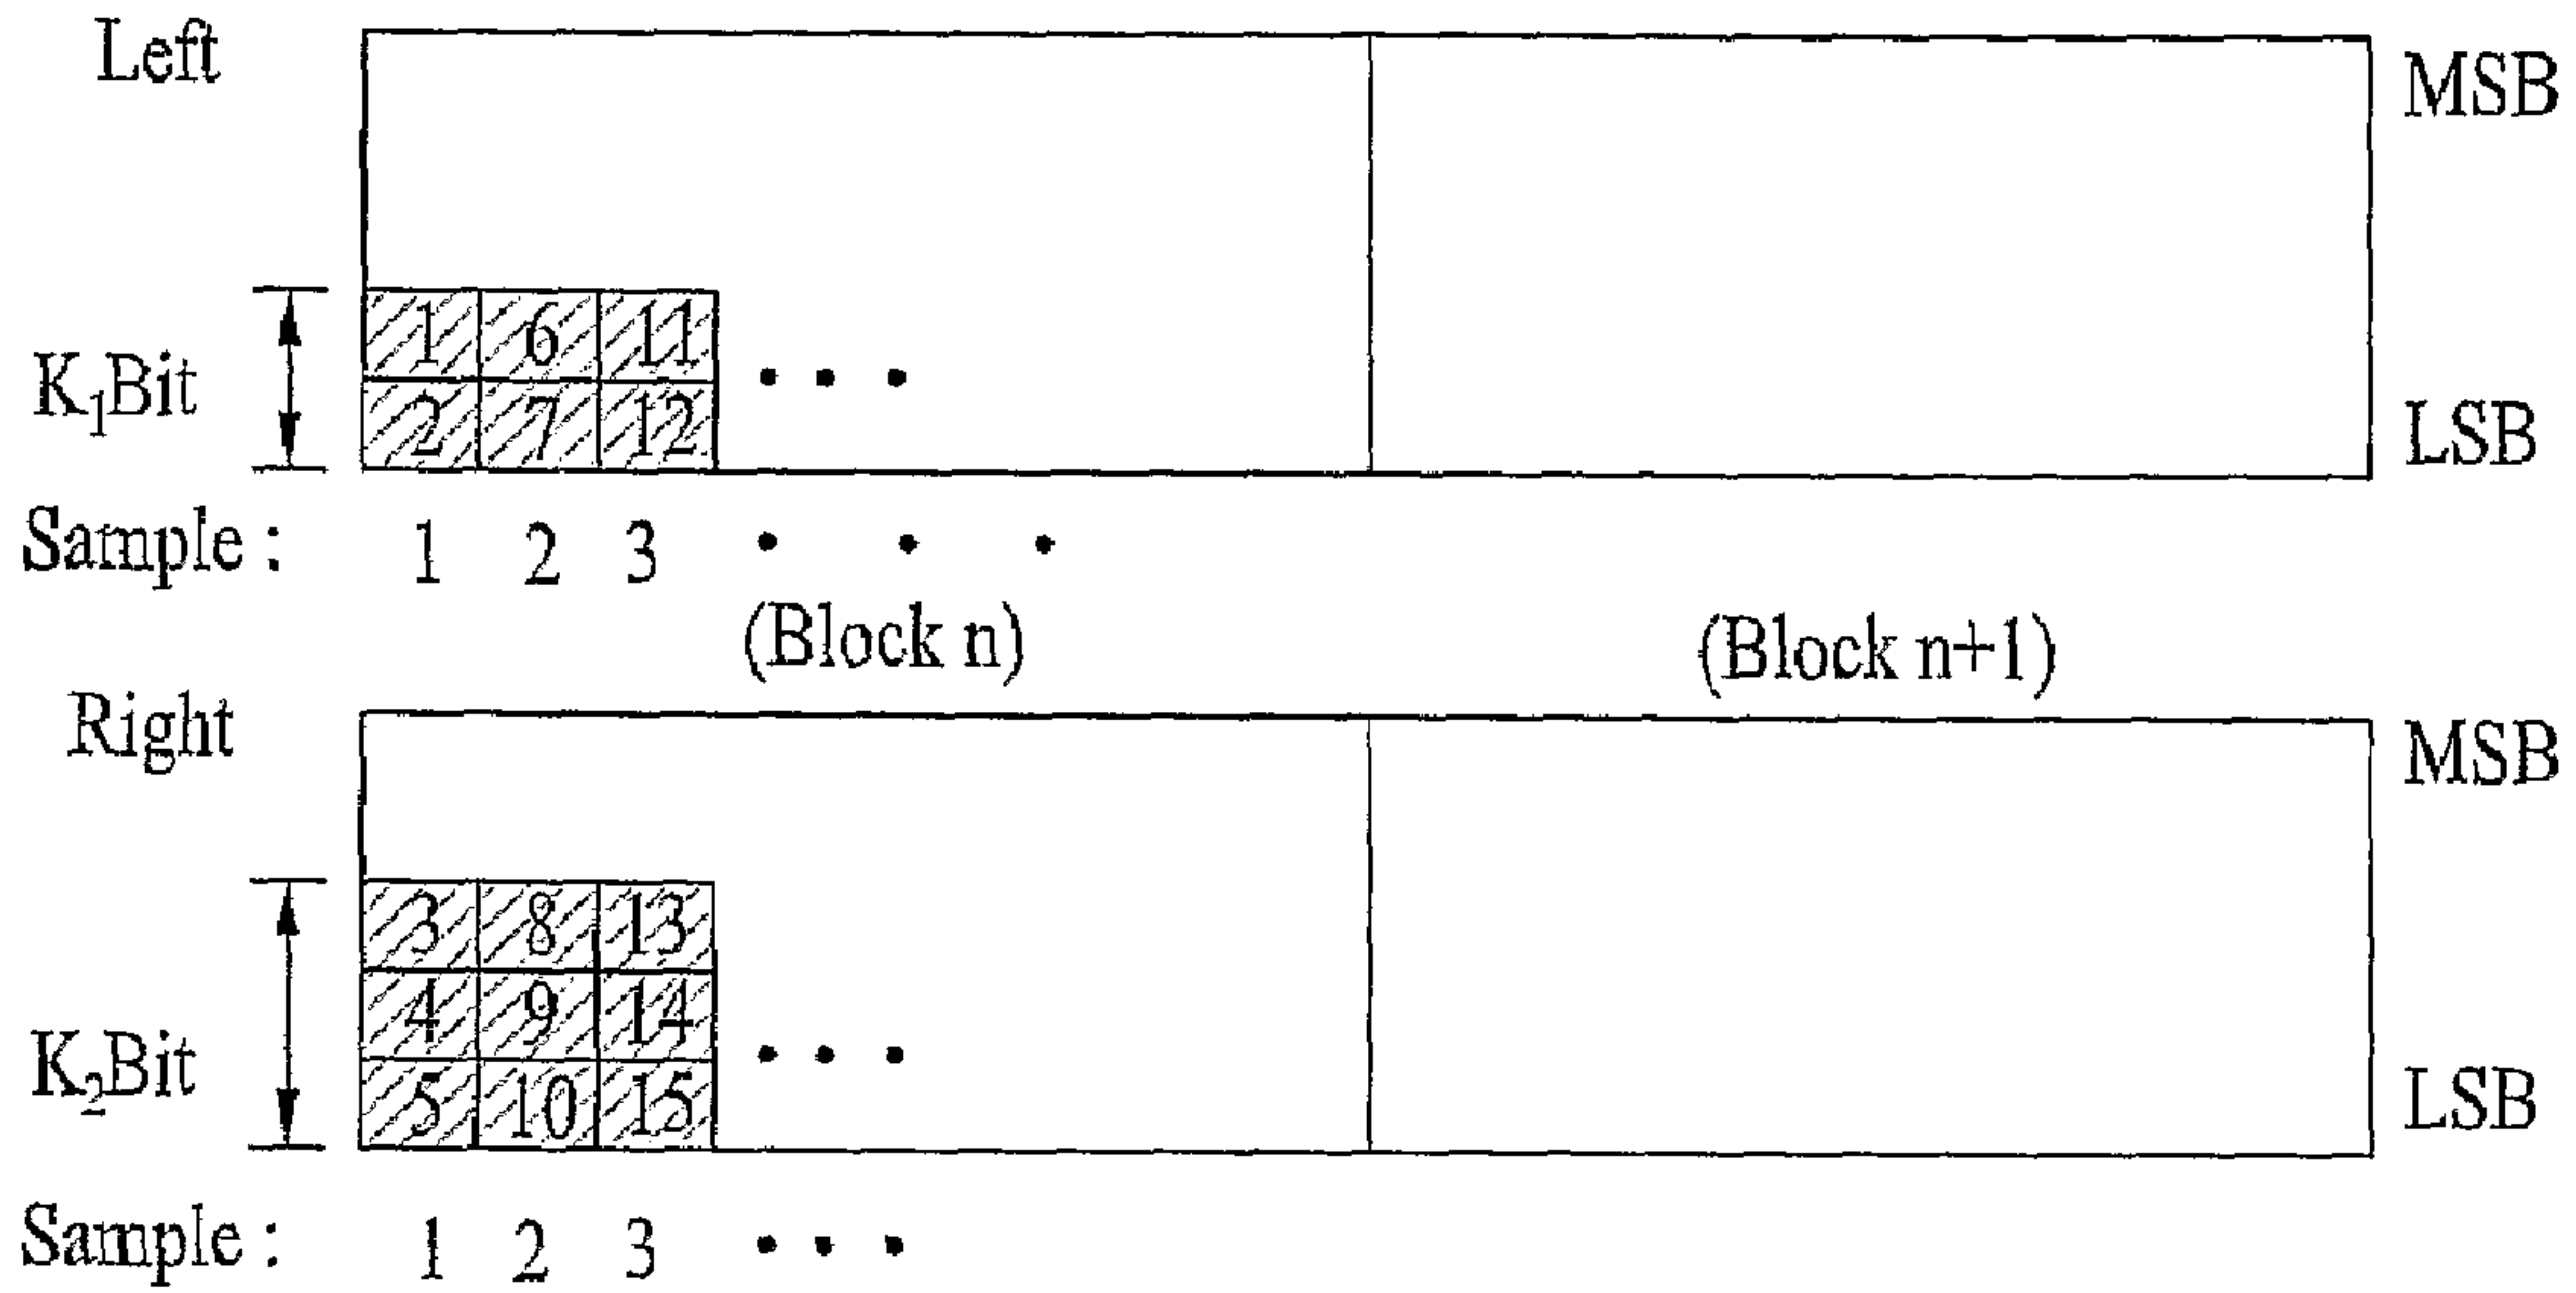 Left
MSB
1 6 11
K₁Bit
2 7 12
LSB
Sample : 1 2 3 • • •
(Block n)
(Block n+1)
Right
MSB
3 8 13
4 9 14
K₂Bit
5 10 15
LSB
Sample : 1 2 3 • • •